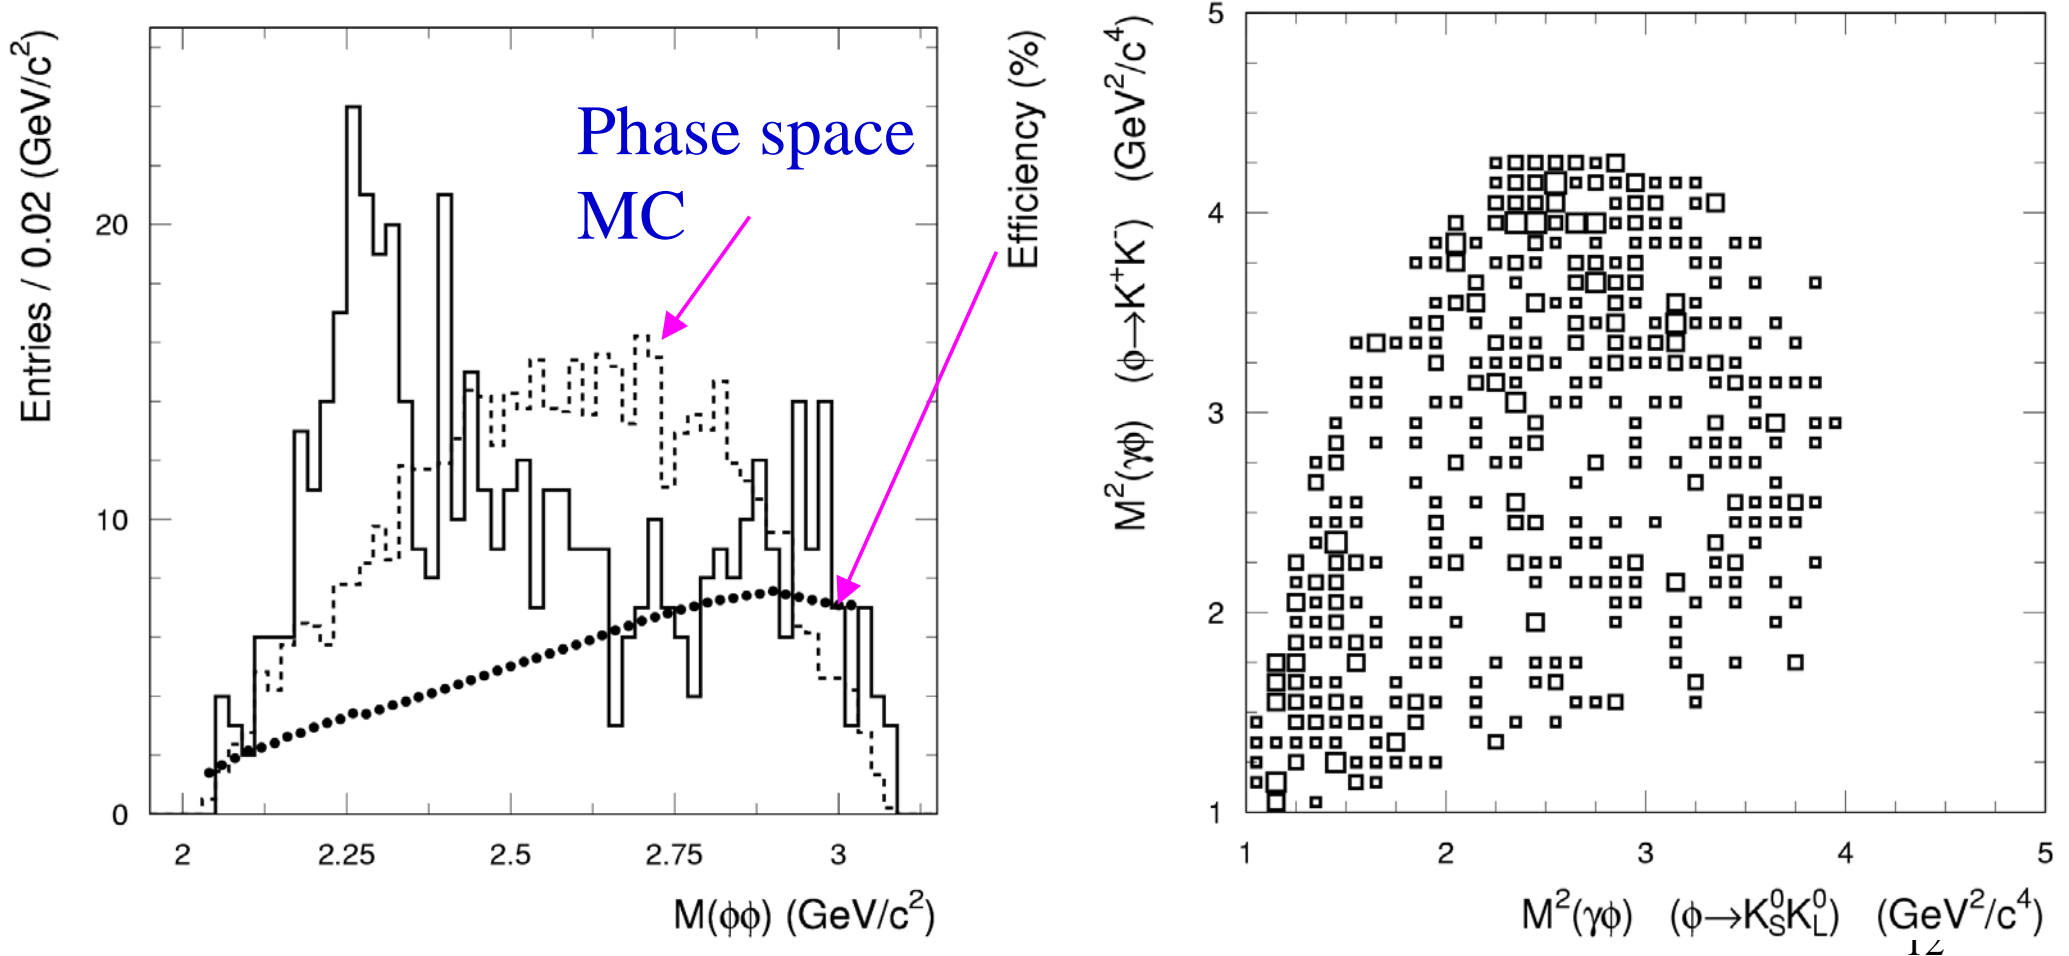 Entries / 0.02 (GeV/c²)
20
10
0
2 2.25 2.5 2.75 3
M(ϕϕ) (GeV/c²)
Phase space
MC
Efficiency (%)
M²(γϕ) (ϕ→K⁺K⁻) (GeV²/c⁴)
5
4
3
2
1
1 2 3 4 5
M²(γϕ) (ϕ→K⁰SK⁰L) (GeV²/c⁴)
12